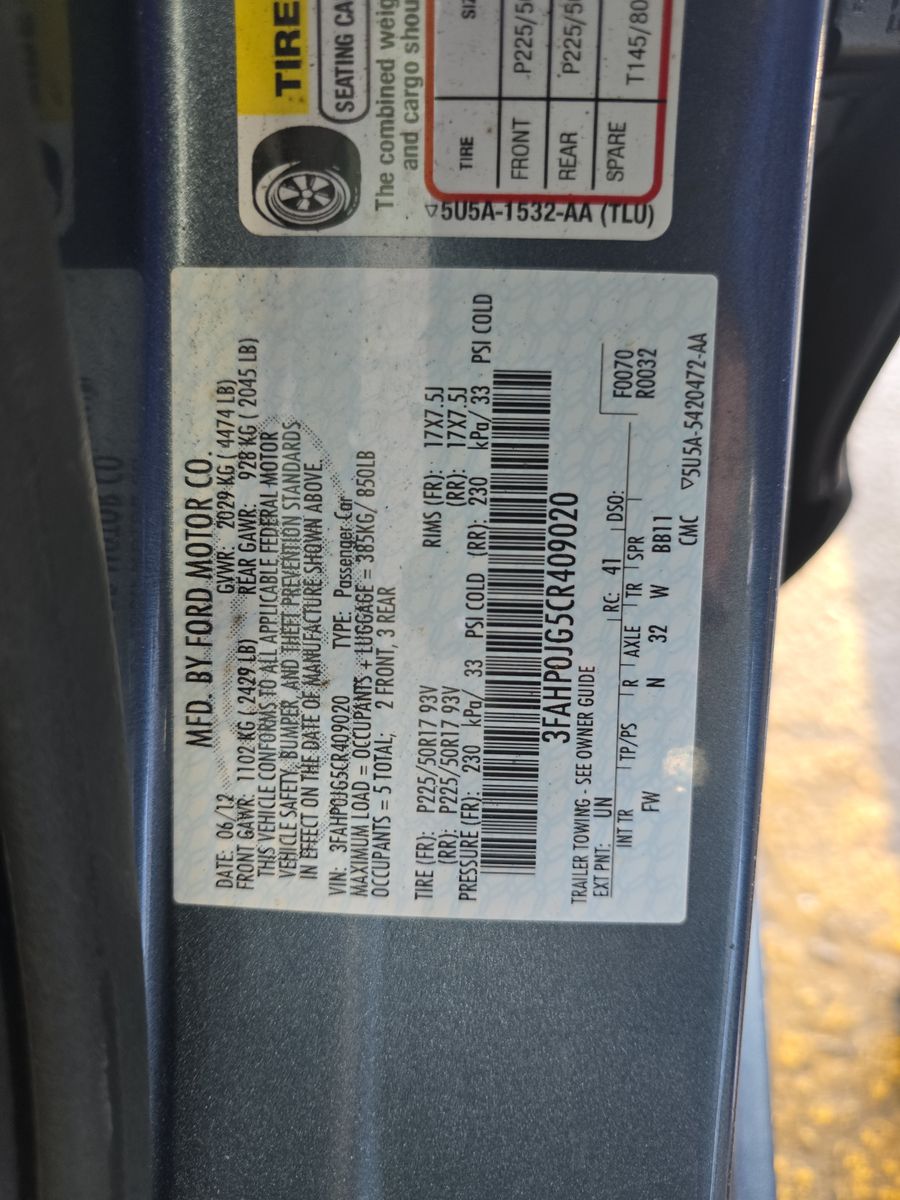 MFD. BY FORD MOTOR CO.
DATE: 06/12 GVWR: 2029 KG ( 4474 LB)
FRONT GAWR: 1102 KG ( 2429 LB) REAR GAWR: 928 KG ( 2045 LB)
THIS VEHICLE CONFORMS TO ALL APPLICABLE FEDERAL MOTOR
VEHICLE SAFETY, BUMPER, AND THEFT PREVENTION STANDARDS
IN EFFECT ON THE DATE OF MANUFACTURE SHOWN ABOVE.
VIN: 3FAHP0JG5CR409020 TYPE: Passenger Car
MAXIMUM LOAD = OCCUPANTS + LUGGAGE = 385KG/ 850LB
OCCUPANTS = 5 TOTAL; 2 FRONT, 3 REAR
TIRE (FR): P225/50R17 93V RIMS (FR): 17X7.5J
(RR): P225/50R17 93V (RR): 17X7.5J
PRESSURE (FR): 230 kPa/ 33 PSI COLD (RR): 230 kPa/ 33 PSI COLD
3FAHP0JG5CR409020
TRAILER TOWING - SEE OWNER GUIDE
EXT PNT: UN RC: 41 DSO: F0070
R0032
INT TR TP/PS R AXLE TR SPR
FW N 32 W BB11
CMC ▽5U5A-5420472-AA
TIRE
SEATING CA
The combined weig
and cargo shou
TIRE SI
FRONT P225/50
REAR P225/50
SPARE T145/80
▽5U5A-1532-AA (TLU)